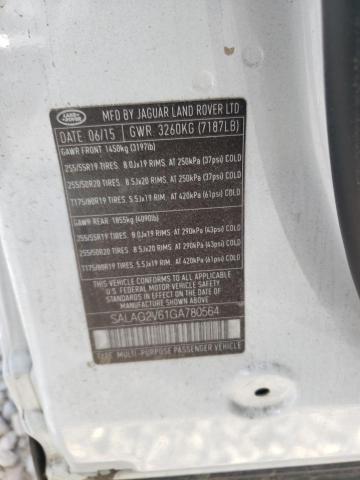 LAND ROVER
MFD BY JAGUAR LAND ROVER LTD
DATE 06/15 GWR 3260KG (7187LB)
GAWR FRONT 1450kg (3197lb)
255/55R19 TIRES 8.0Jx19 RIMS. AT 250kPa (37psi) COLD
255/50R20 TIRES 8.5Jx20 RIMS. AT 250kPa (37psi) COLD
T175/80R19 TIRES 5.5Jx19 RIM. AT 420kPa (61psi) COLD
GAWR REAR 1855kg (4090lb)
255/55R19 TIRES 8.0Jx19 RIMS. AT 290kPa (43psi) COLD
255/50R20 TIRES 8.5Jx20 RIMS. AT 290kPa (43psi) COLD
T175/80R19 TIRES 5.5Jx19 RIM. AT 420kPa (61psi) COLD
THIS VEHICLE CONFORMS TO ALL APPLICABLE
U.S. FEDERAL MOTOR VEHICLE SAFETY
STANDARDS IN EFFECT ON THE DATE OF
MANUFACTURE SHOWN ABOVE.
SALAG2V61GA780564
TYPE: MULTI-PURPOSE PASSENGER VEHICLE